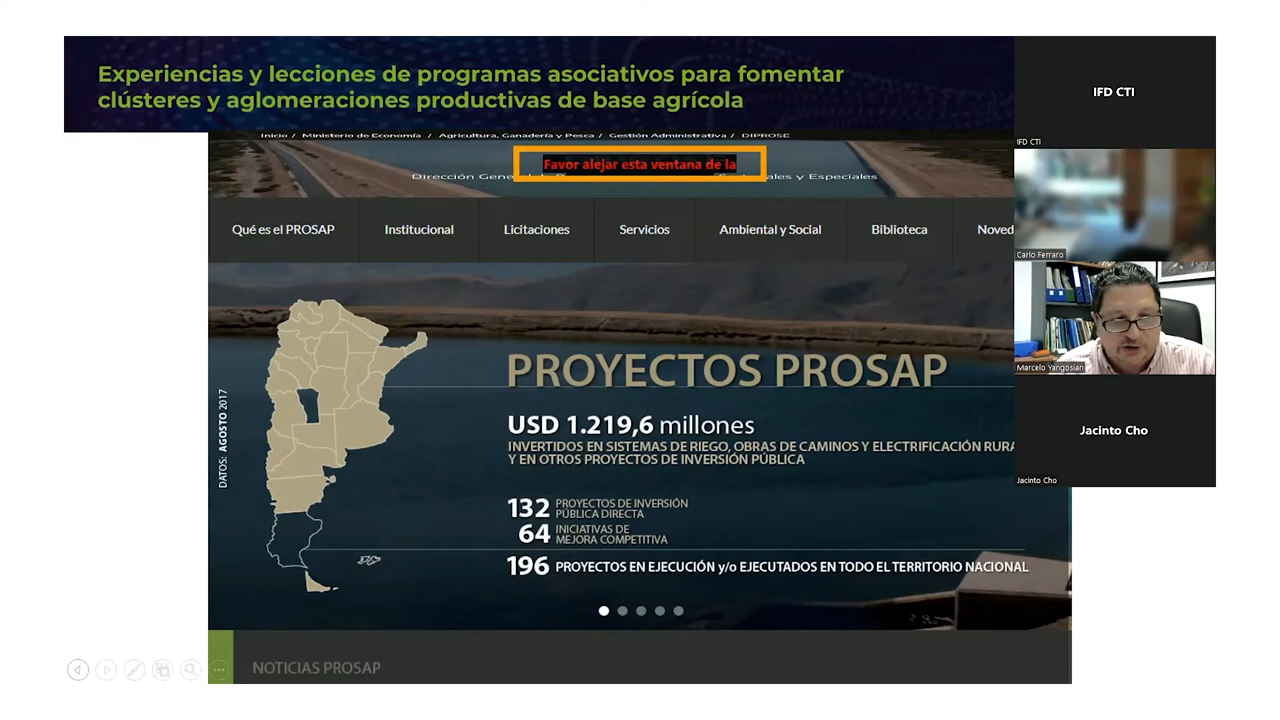 Experiencias y lecciones de programas asociativos para fomentar
clústeres y aglomeraciones productivas de base agrícola
Inicio / Ministerio de Economía / Agricultura, Ganadería y Pesca / Gestión Administrativa / DIPROSE
Favor alejar esta ventana de la
Dirección General y Especiales
Qué es el PROSAP
Institucional
Licitaciones
Servicios
Ambiental y Social
Biblioteca
Noved
DATOS: AGOSTO 2017
PROYECTOS PROSAP
USD 1.219,6 millones
INVERTIDOS EN SISTEMAS DE RIEGO, OBRAS DE CAMINOS Y ELECTRIFICACIÓN RURA
Y EN OTROS PROYECTOS DE INVERSIÓN PÚBLICA
132 PROYECTOS DE INVERSIÓN
PÚBLICA DIRECTA
64 INICIATIVAS DE
MEJORA COMPETITIVA
196 PROYECTOS EN EJECUCIÓN y/o EJECUTADOS EN TODO EL TERRITORIO NACIONAL
NOTICIAS PROSAP
IFD CTI
IFD CTI
Carlo Ferraro
Marcelo Yangosian
Jacinto Cho
Jacinto Cho